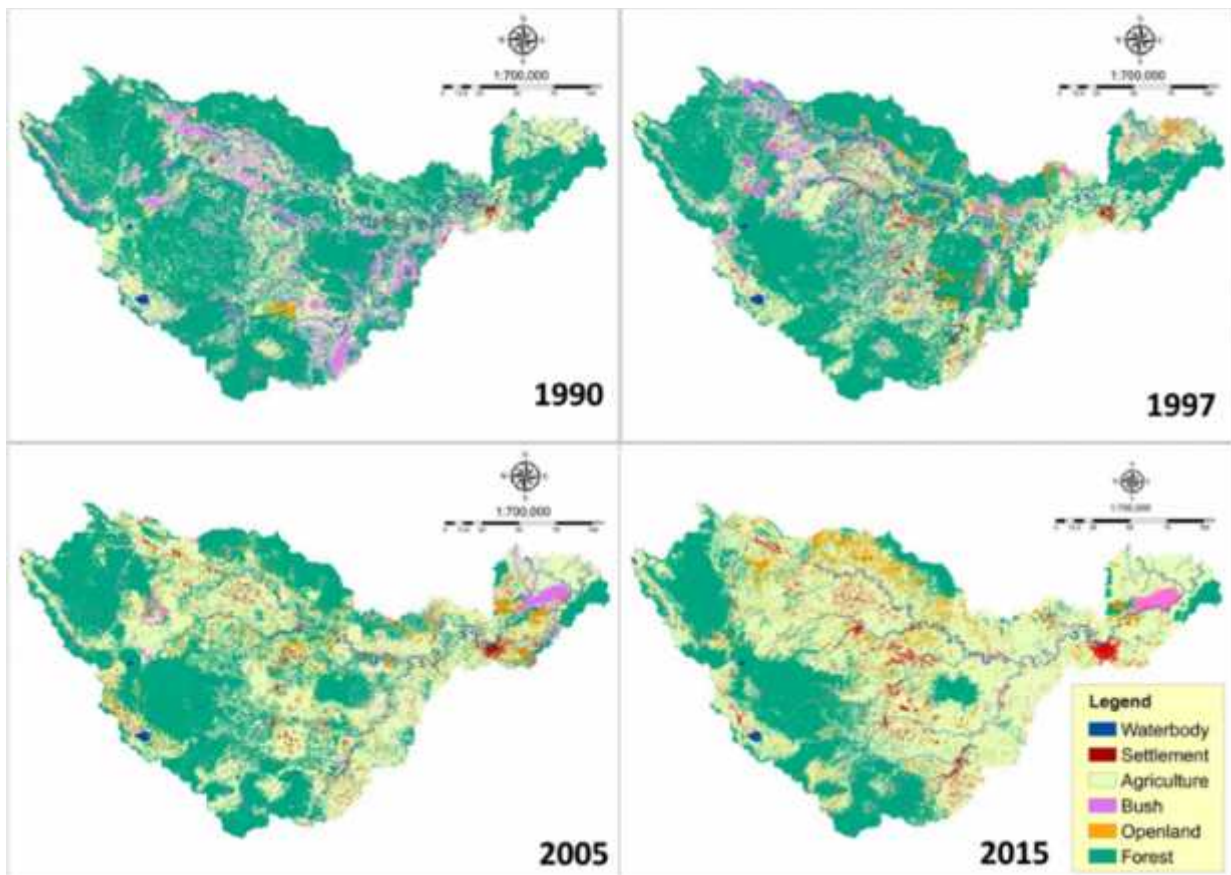 1:700,000
1:700,000
1990
1997
1:700,000
1:700,000
2005
2015
Legend
Waterbody
Settlement
Agriculture
Bush
Openland
Forest